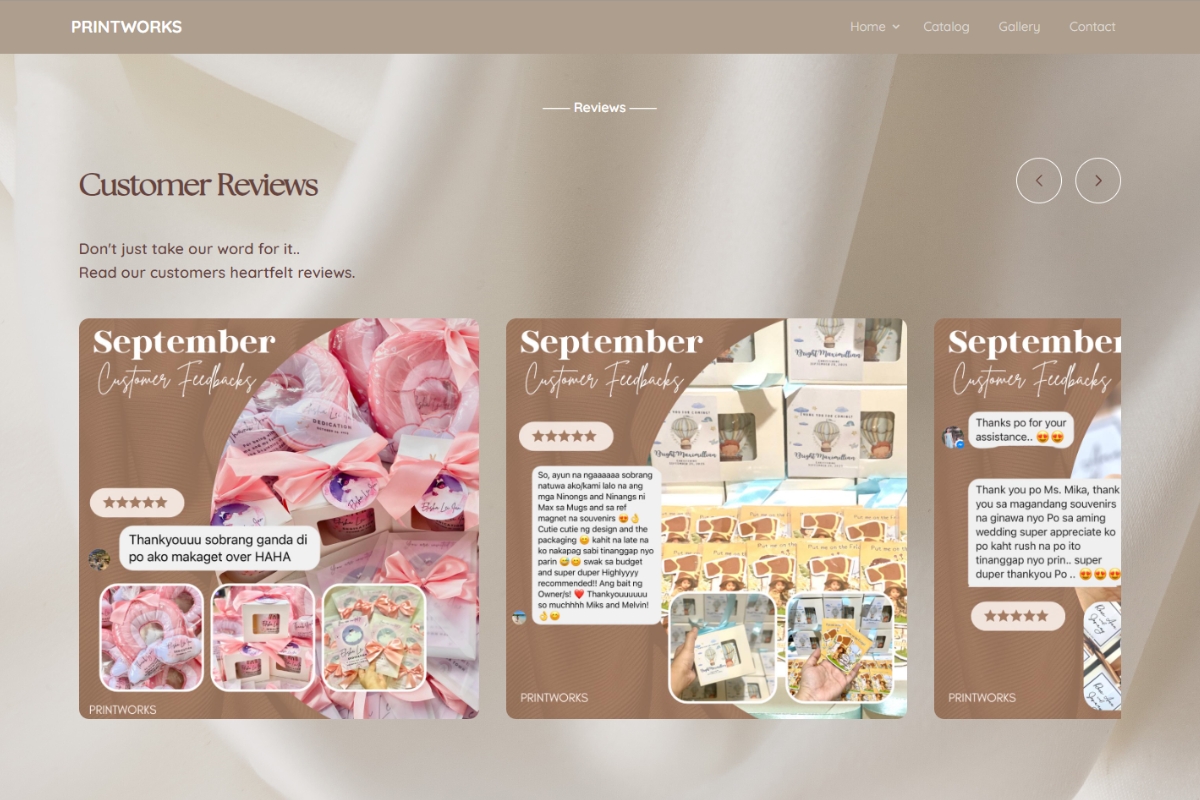 PRINTWORKS
Home
Catalog
Gallery
Contact
Reviews
Customer Reviews
Don't just take our word for it..
Read our customers heartfelt reviews.
September
Customer Feedbacks
DEDICATION
Thankyouuu sobrang ganda di
po ako makaget over HAHA
PRINTWORKS
September
Customer Feedbacks
Bright Maximillian
Bright Maximillian
So, ayun na ngaaaaaa sobrang
natuwa ako/kami lalo na ang
mga Ninongs and Ninangs ni
Max sa Mugs and sa ref
magnet na souvenirs 😍👌
Cutie cutie ng design and the
packaging 😊 kahit na late na
ko nakapag sabi tinanggap nyo
parin 😅😊 swak sa budget
and super duper Highlyyyy
recommended!! Ang bait ng
Owner/s! ❤️ Thankyouuuuuu
so muchhhh Miks and Melvin!
👌😊
PRINTWORKS
September
Customer Feedbacks
Thanks po for your
assistance.. 😍😍
Thank you po Ms. Mika, thank
you sa magandang souvenirs
na ginawa nyo Po sa aming
wedding super appreciate ko
po kaht rush na po ito
tinanggap nyo prin.. super
duper thankyou Po .. 😍😍😍
PRINTWORKS